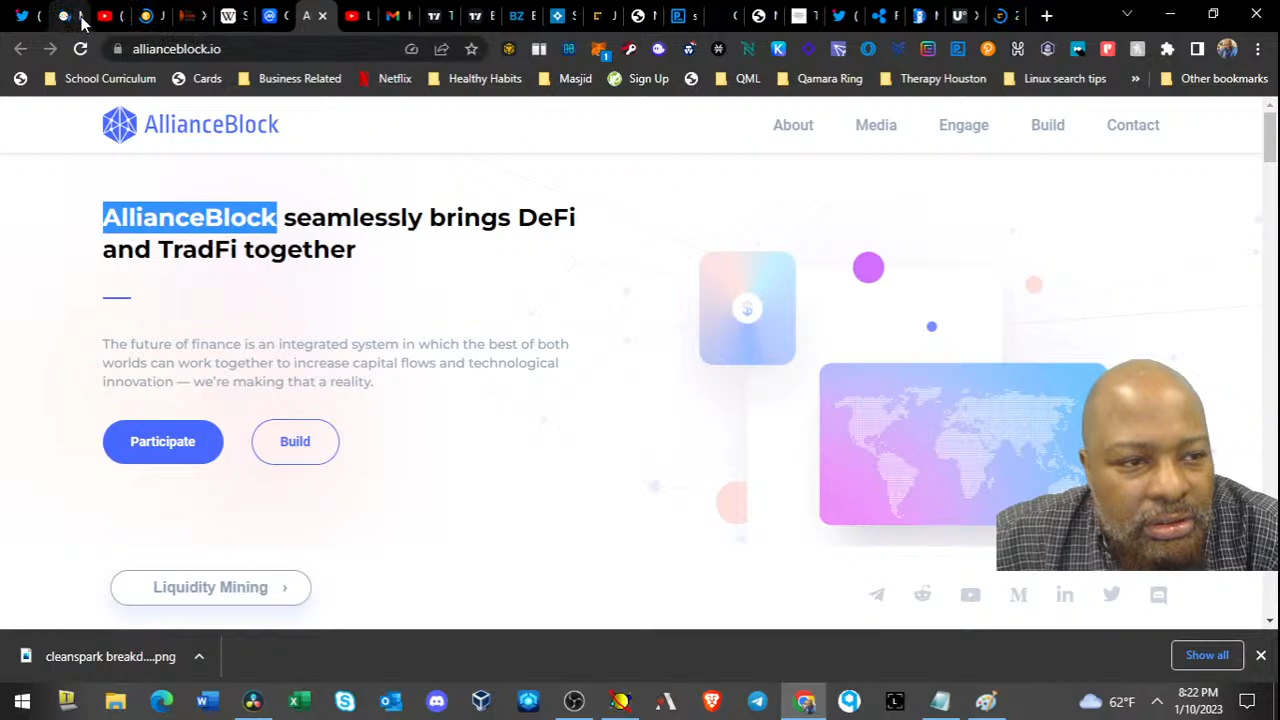 allianceblock.io
1
School Curriculum
Cards
Business Related
Netflix
Healthy Habits
Masjid
Sign Up
QML
Qamara Ring
Therapy Houston
Linux search tips
»
Other bookmarks
AllianceBlock
About
Media
Engage
Build
Contact
AllianceBlock seamlessly brings DeFi
and TradFi together
The future of finance is an integrated system in which the best of both
worlds can work together to increase capital flows and technological
innovation — we're making that a reality.
Participate
Build
Liquidity Mining ›
cleanspark breakd....png
Show all
62°F
8:22 PM
1/10/2023